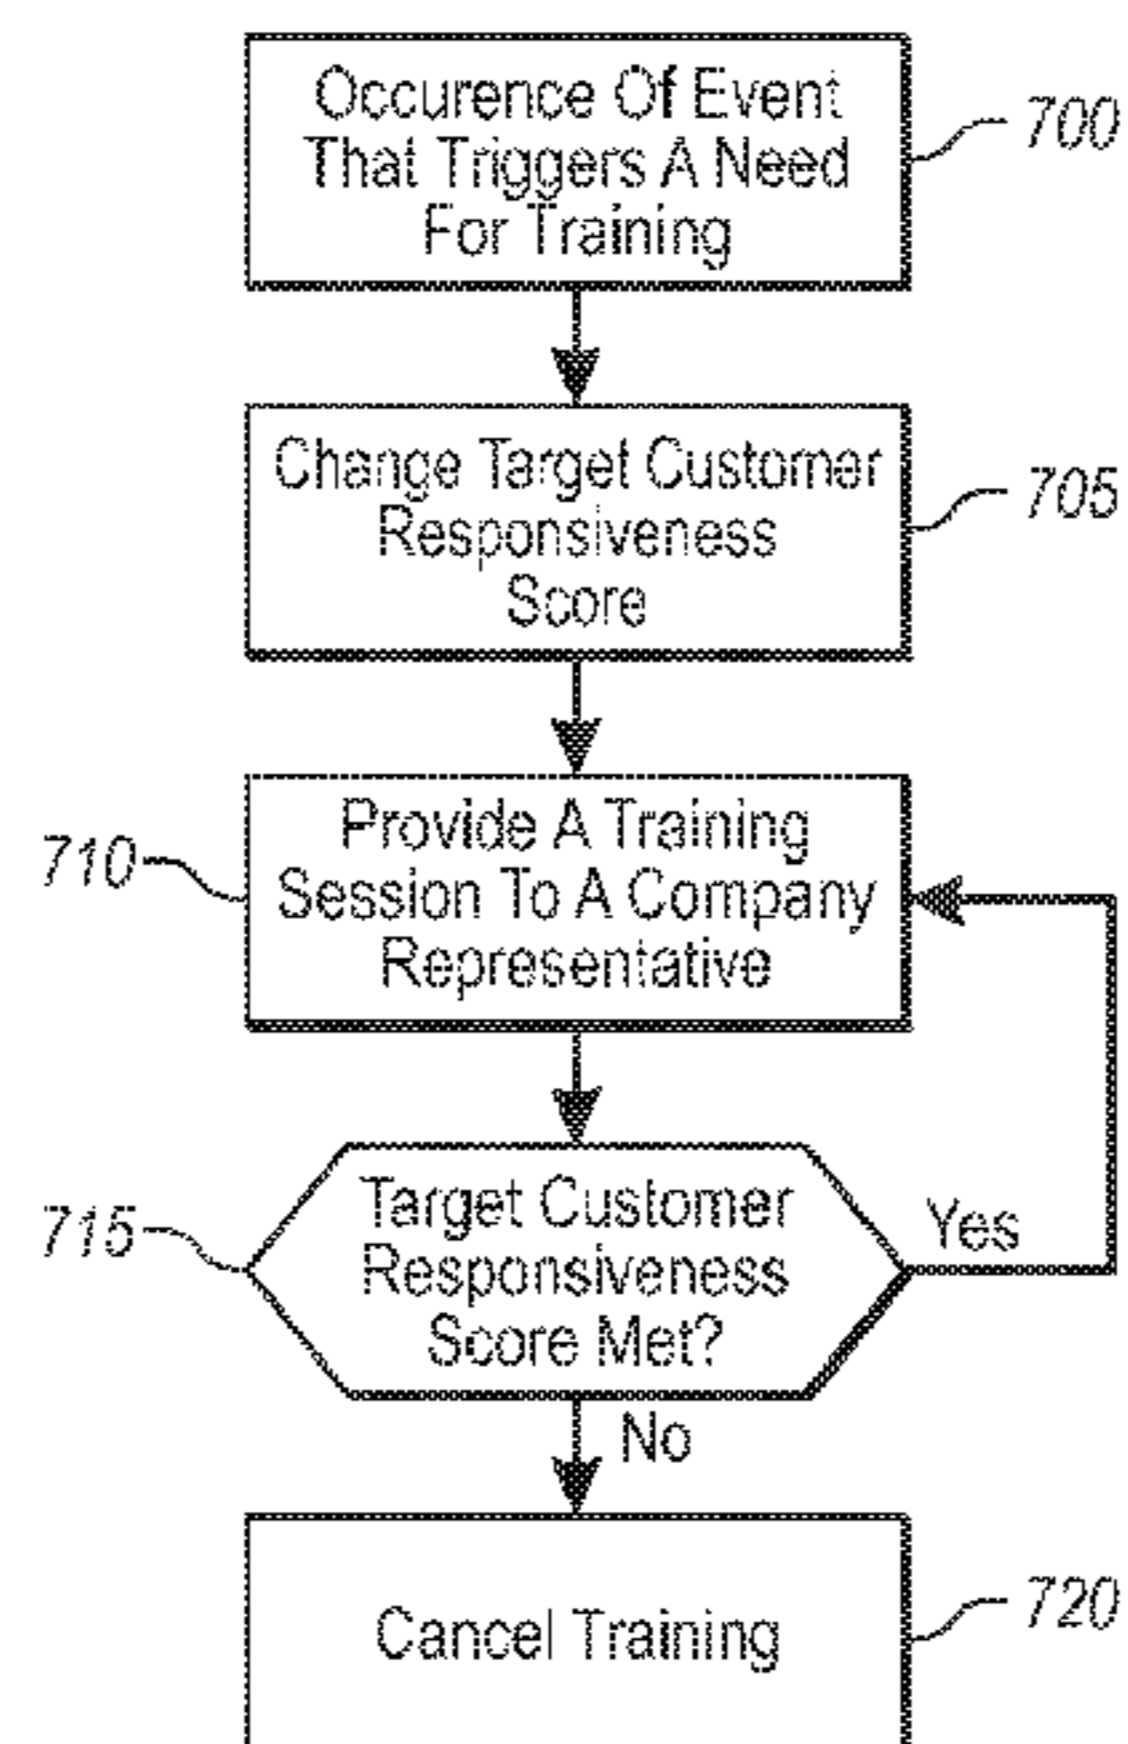 Occurence Of Event
That Triggers A Need
For Training
700
Change Target Customer
Responsiveness
Score
705
Provide A Training
Session To A Company
Representative
710
Target Customer
Responsiveness
Score Met?
715
Yes
No
Cancel Training
720